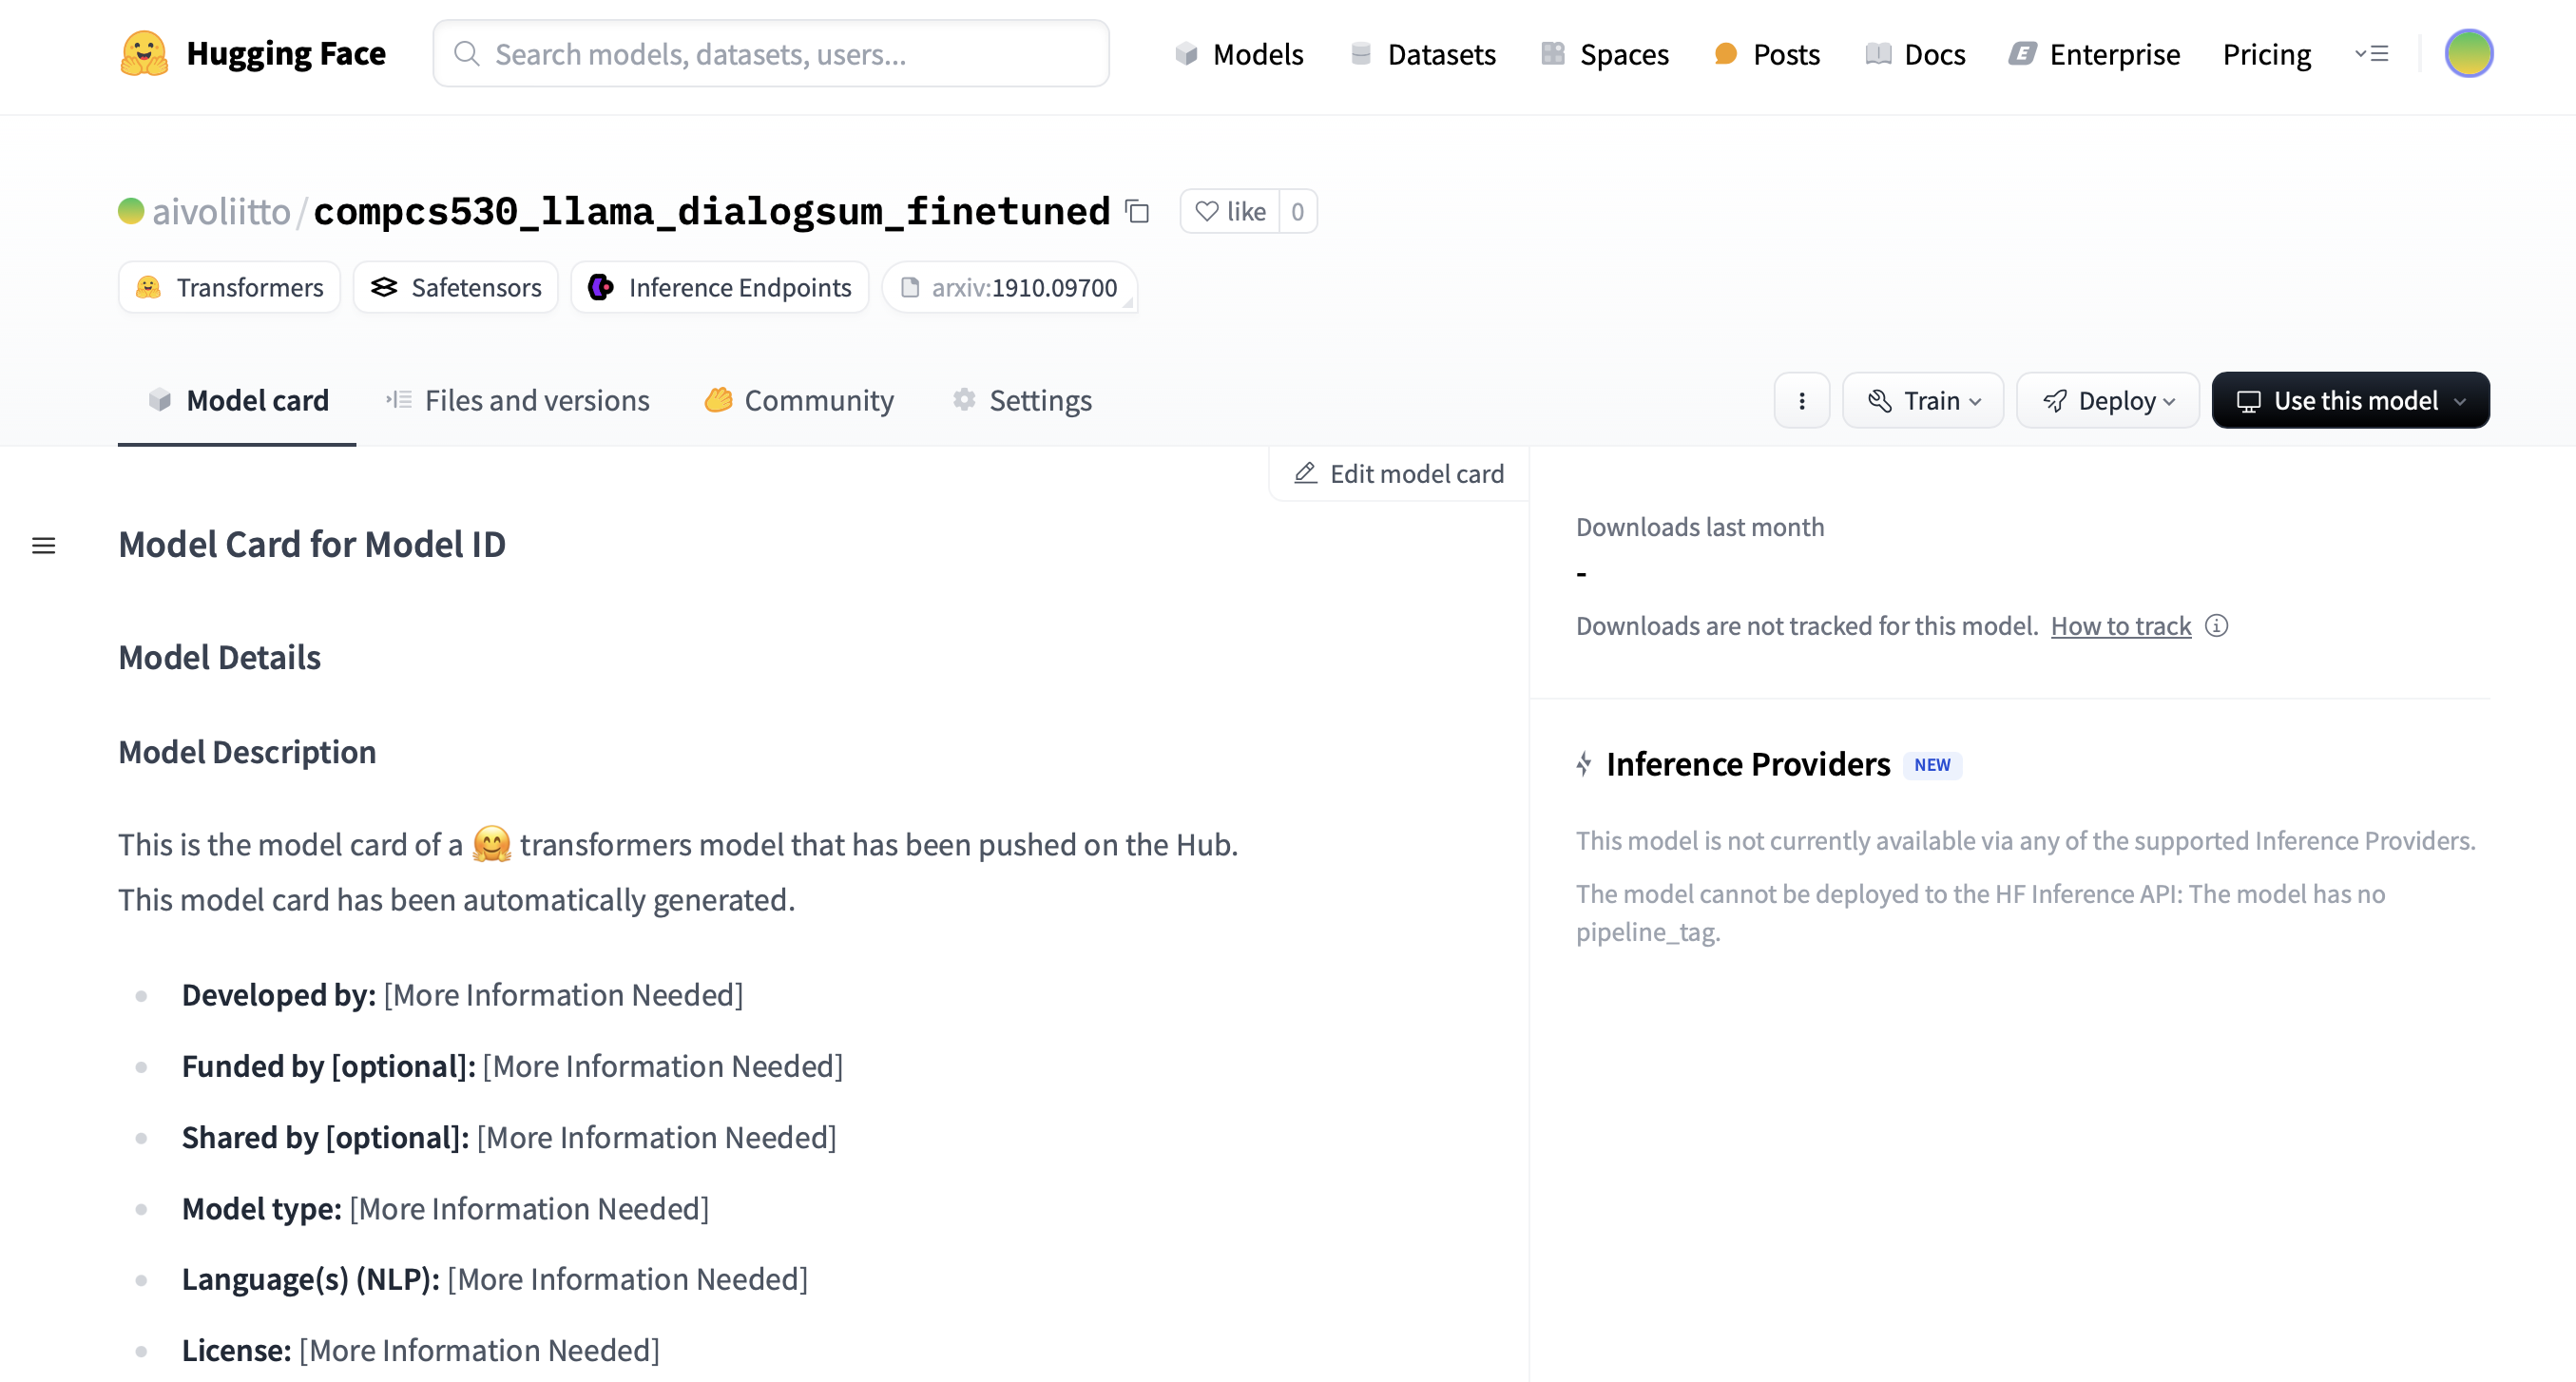 Hugging Face
Search models, datasets, users...
Models
Datasets
Spaces
Posts
Docs
Enterprise
Pricing
aivoliitto/compcs530_llama_dialogsum_finetuned
like 0
Transformers
Safetensors
Inference Endpoints
arxiv:1910.09700
Model card
Files and versions
Community
Settings
Train
Deploy
Use this model
Edit model card
Model Card for Model ID
Model Details
Model Description
This is the model card of a 🤗 transformers model that has been pushed on the Hub.
This model card has been automatically generated.
Developed by: [More Information Needed]
Funded by [optional]: [More Information Needed]
Shared by [optional]: [More Information Needed]
Model type: [More Information Needed]
Language(s) (NLP): [More Information Needed]
License: [More Information Needed]
Downloads last month
-
Downloads are not tracked for this model. How to track
Inference Providers NEW
This model is not currently available via any of the supported Inference Providers.
The model cannot be deployed to the HF Inference API: The model has no
pipeline_tag.